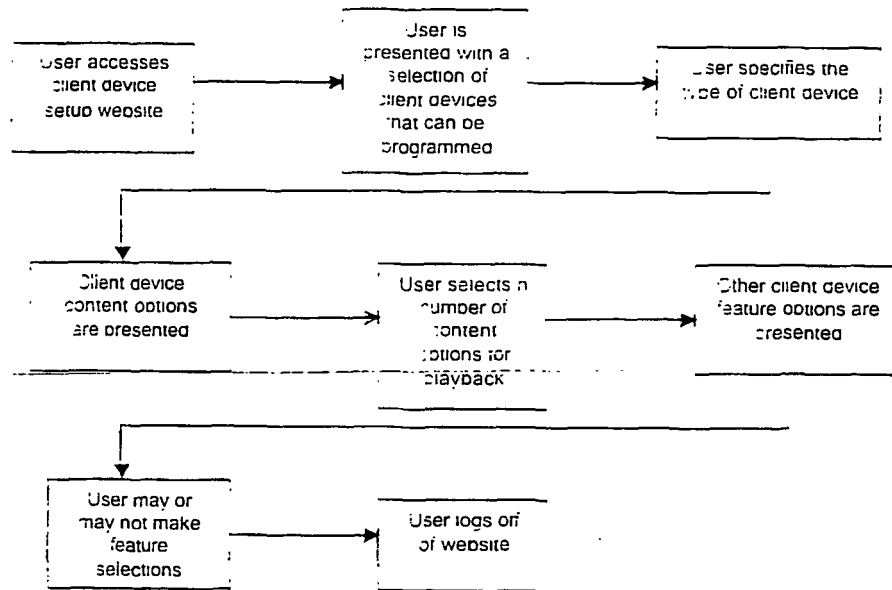 User accesses
client device
setup website
User is
presented with a
selection of
client devices
that can be
programmed
User specifies the
type of client device
Client device
content options
are presented
User selects n
number of
content
options for
playback
Other client device
feature options are
presented
User may or
may not make
feature
selections
User logs off
of website